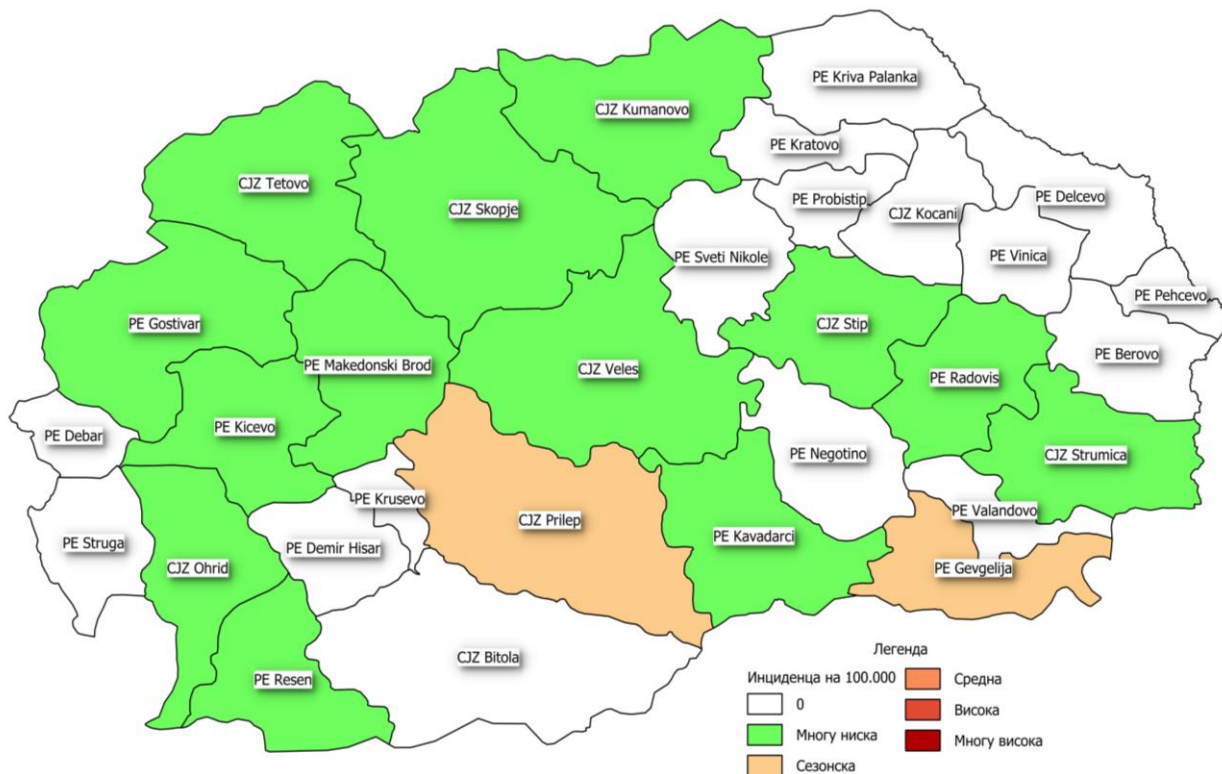 PE Kriva Palanka
CJZ Kumanovo
PE Kratovo
CJZ Tetovo
PE Probistip
PE Delcevo
CJZ Skopje
CJZ Kocani
PE Sveti Nikole
PE Vinica
PE Pehcevo
PE Gostivar
CJZ Stip
PE Berovo
PE Makedonski Brod
CJZ Veles
PE Radovis
PE Kicevo
PE Debar
PE Negotino
CJZ Strumica
PE Krusevo
PE Valandovo
CJZ Prilep
PE Kavadarci
PE Struga
PE Demir Hisar
CJZ Ohrid
PE Gevgelija
CJZ Bitola
PE Resen
Легенда
Инциденца на 100.000
0
Многу ниска
Сезонска
Средна
Висока
Многу висока